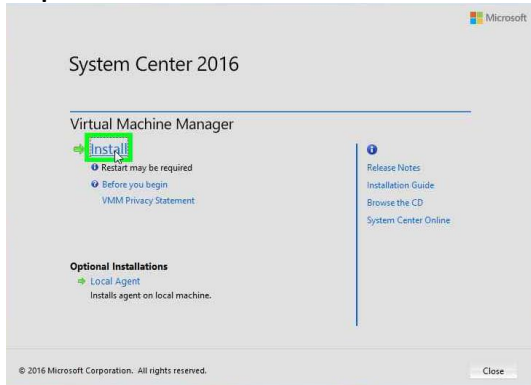 Microsoft
System Center 2016
Virtual Machine Manager
Install
Restart may be required
Before you begin
VMM Privacy Statement
Release Notes
Installation Guide
Browse the CD
System Center Online
Optional Installations
Local Agent
Installs agent on local machine.
© 2016 Microsoft Corporation. All rights reserved.
Close